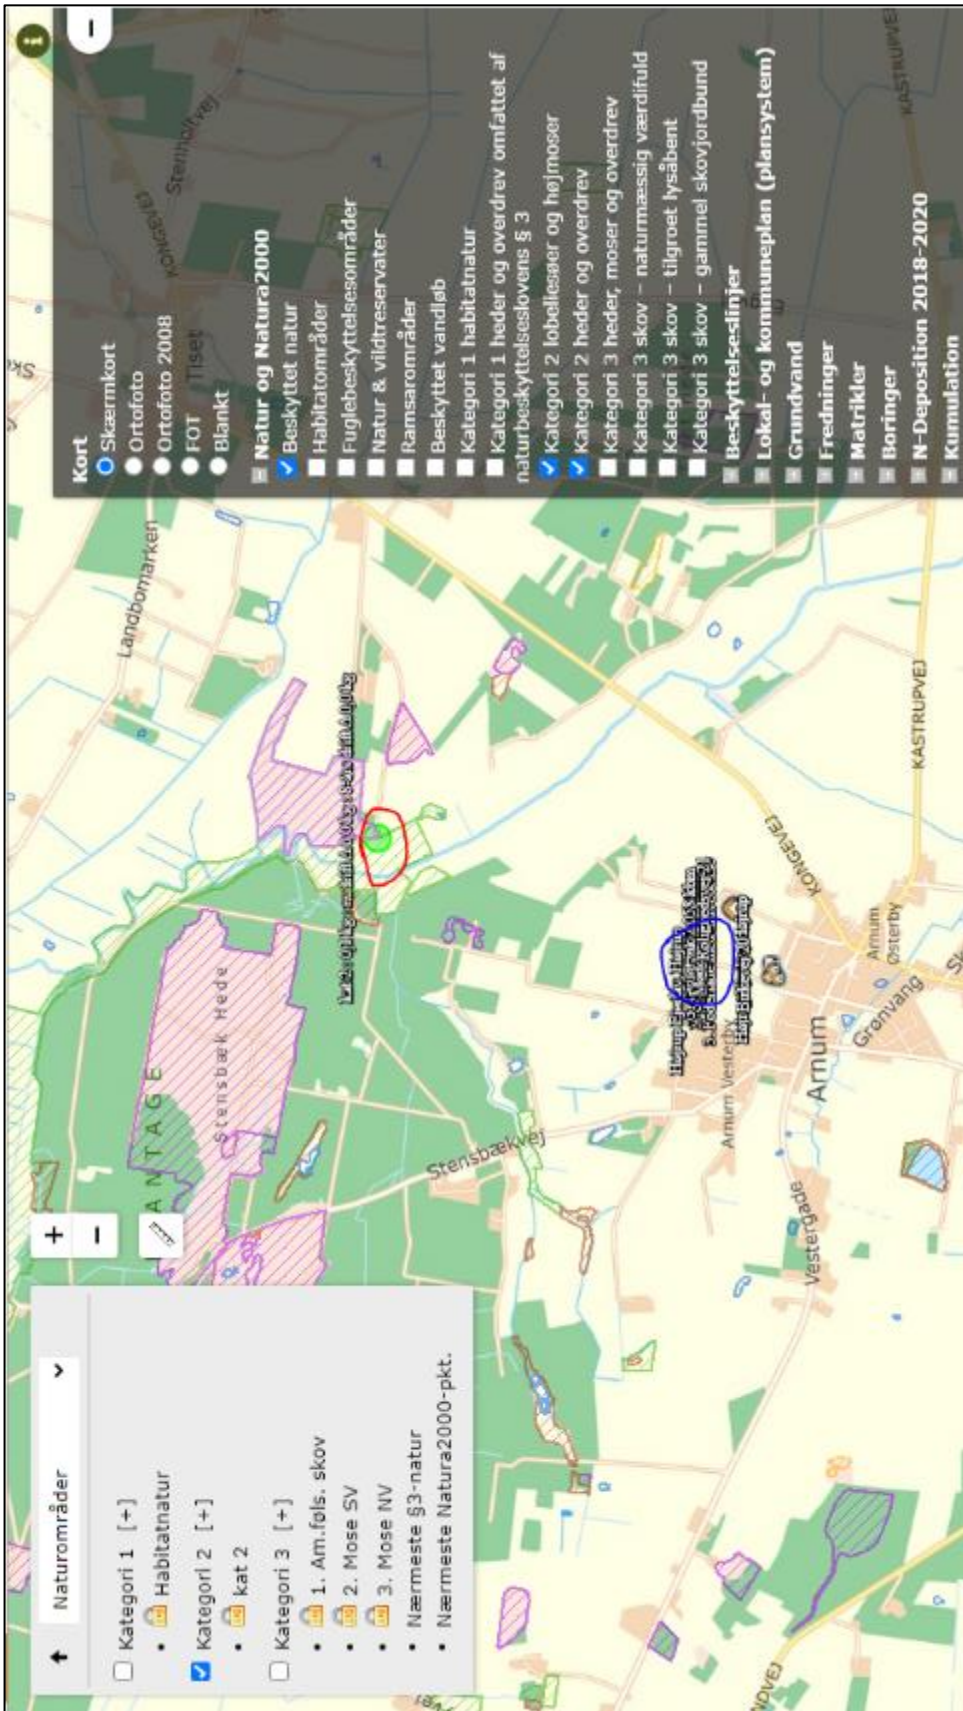 Naturområder
Kategori 1 [+]
Habitatnatur
Kategori 2 [+]
kat 2
Kategori 3 [+]
1. Am.føls. skov
2. Mose SV
3. Mose NV
Nærmeste §3-natur
Nærmeste Natura2000-pkt.
+
−
ANTAGE
Stensbæk Hede
Stensbækvej
Landbomarken
Arnum Vesterby
Arnum
Arnum
Østerby
Grønvang
Vestergade
KONGEVEJ
KASTRUPVEJ
NDVEJ
Kort
Skærmkort
Ortofoto
Ortofoto 2008
FOT
Blankt
Natur og Natura2000
Beskyttet natur
Habitatområder
Fuglebeskyttelsesområder
Natur & vildtreservater
Ramsarområder
Beskyttet vandløb
Kategori 1 habitatnatur
Kategori 1 heder og overdrev omfattet af
naturbeskyttelseslovens § 3
Kategori 2 lobeliesøer og højmoser
Kategori 2 heder og overdrev
Kategori 3 heder, moser og overdrev
Kategori 3 skov - naturmæssig værdifuld
Kategori 3 skov - tilgroet lysåbent
Kategori 3 skov - gammel skovjordbund
Beskyttelseslinjer
Lokal- og kommuneplan (plansystem)
Grundvand
Fredninger
Matrikler
Boringer
N-Deposition 2018-2020
Kumulation
KONGEVEJ
Stenholtvej
Tiset
KASTRUPVEJ